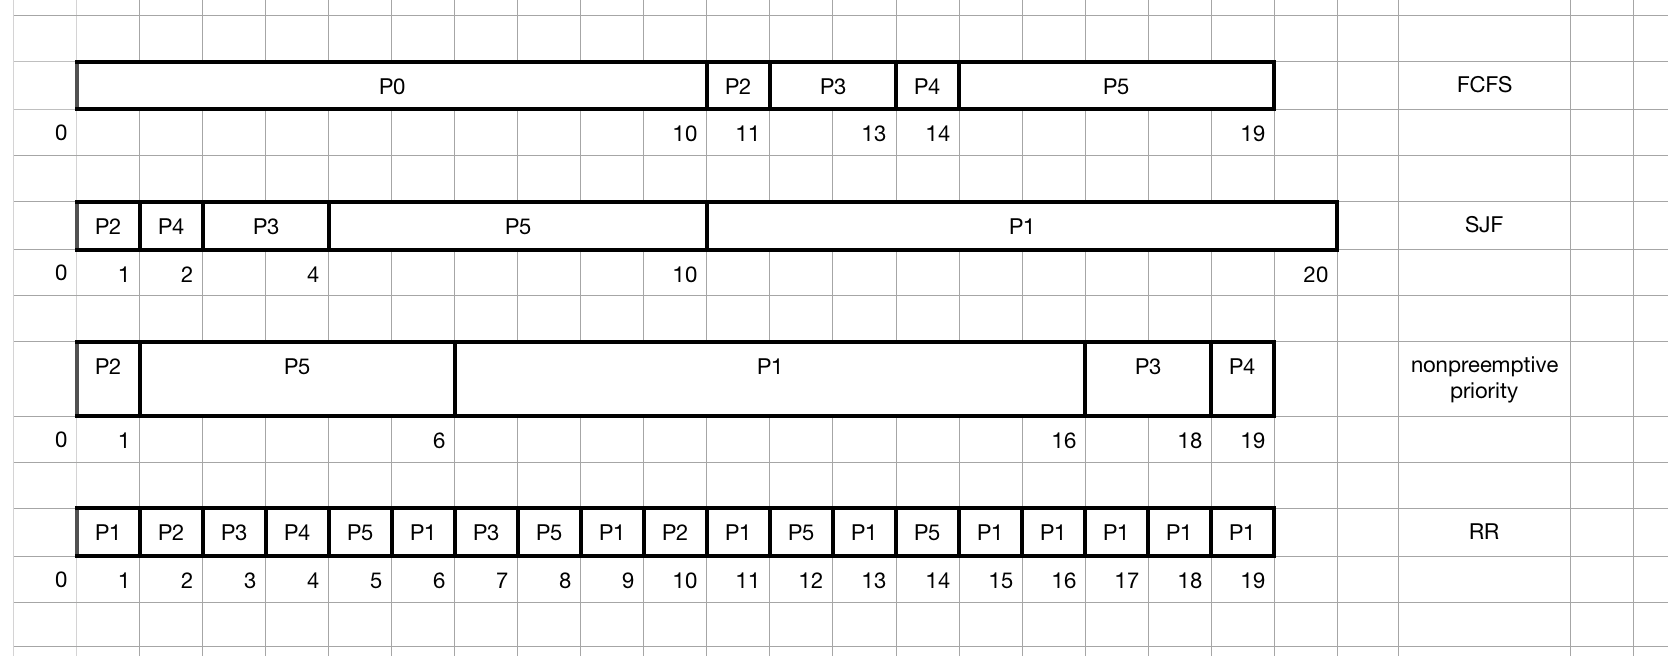 P0 P2 P3 P4 P5 FCFS
0 10 11 13 14 19
P2 P4 P3 P5 P1 SJF
0 1 2 4 10 20
P2 P5 P1 P3 P4 nonpreemptive
priority
0 1 6 16 18 19
P1 P2 P3 P4 P5 P1 P3 P5 P1 P2 P1 P5 P1 P5 P1 P1 P1 P1 P1 RR
0 1 2 3 4 5 6 7 8 9 10 11 12 13 14 15 16 17 18 19